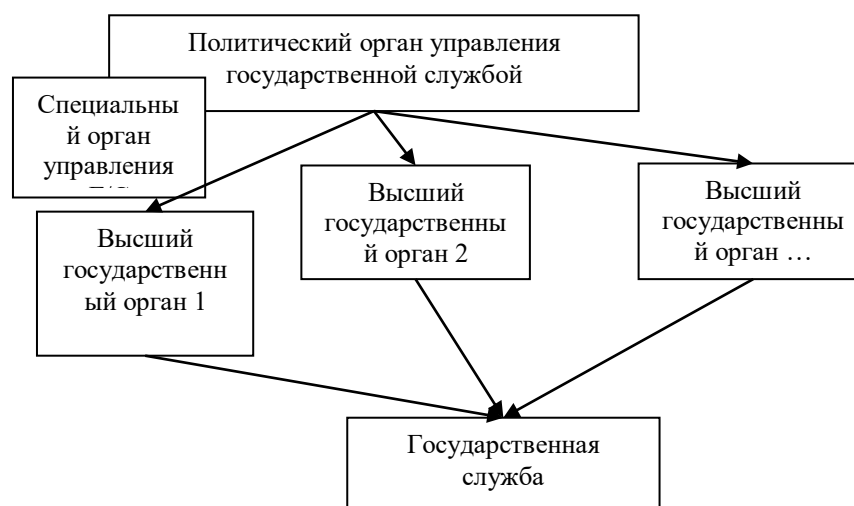 Политический орган управления
государственной службой
Специальны
й орган
управления
Высший
государственн
ый орган 1
Высший
государственны
й орган 2
Высший
государственны
й орган …
Государственная
служба